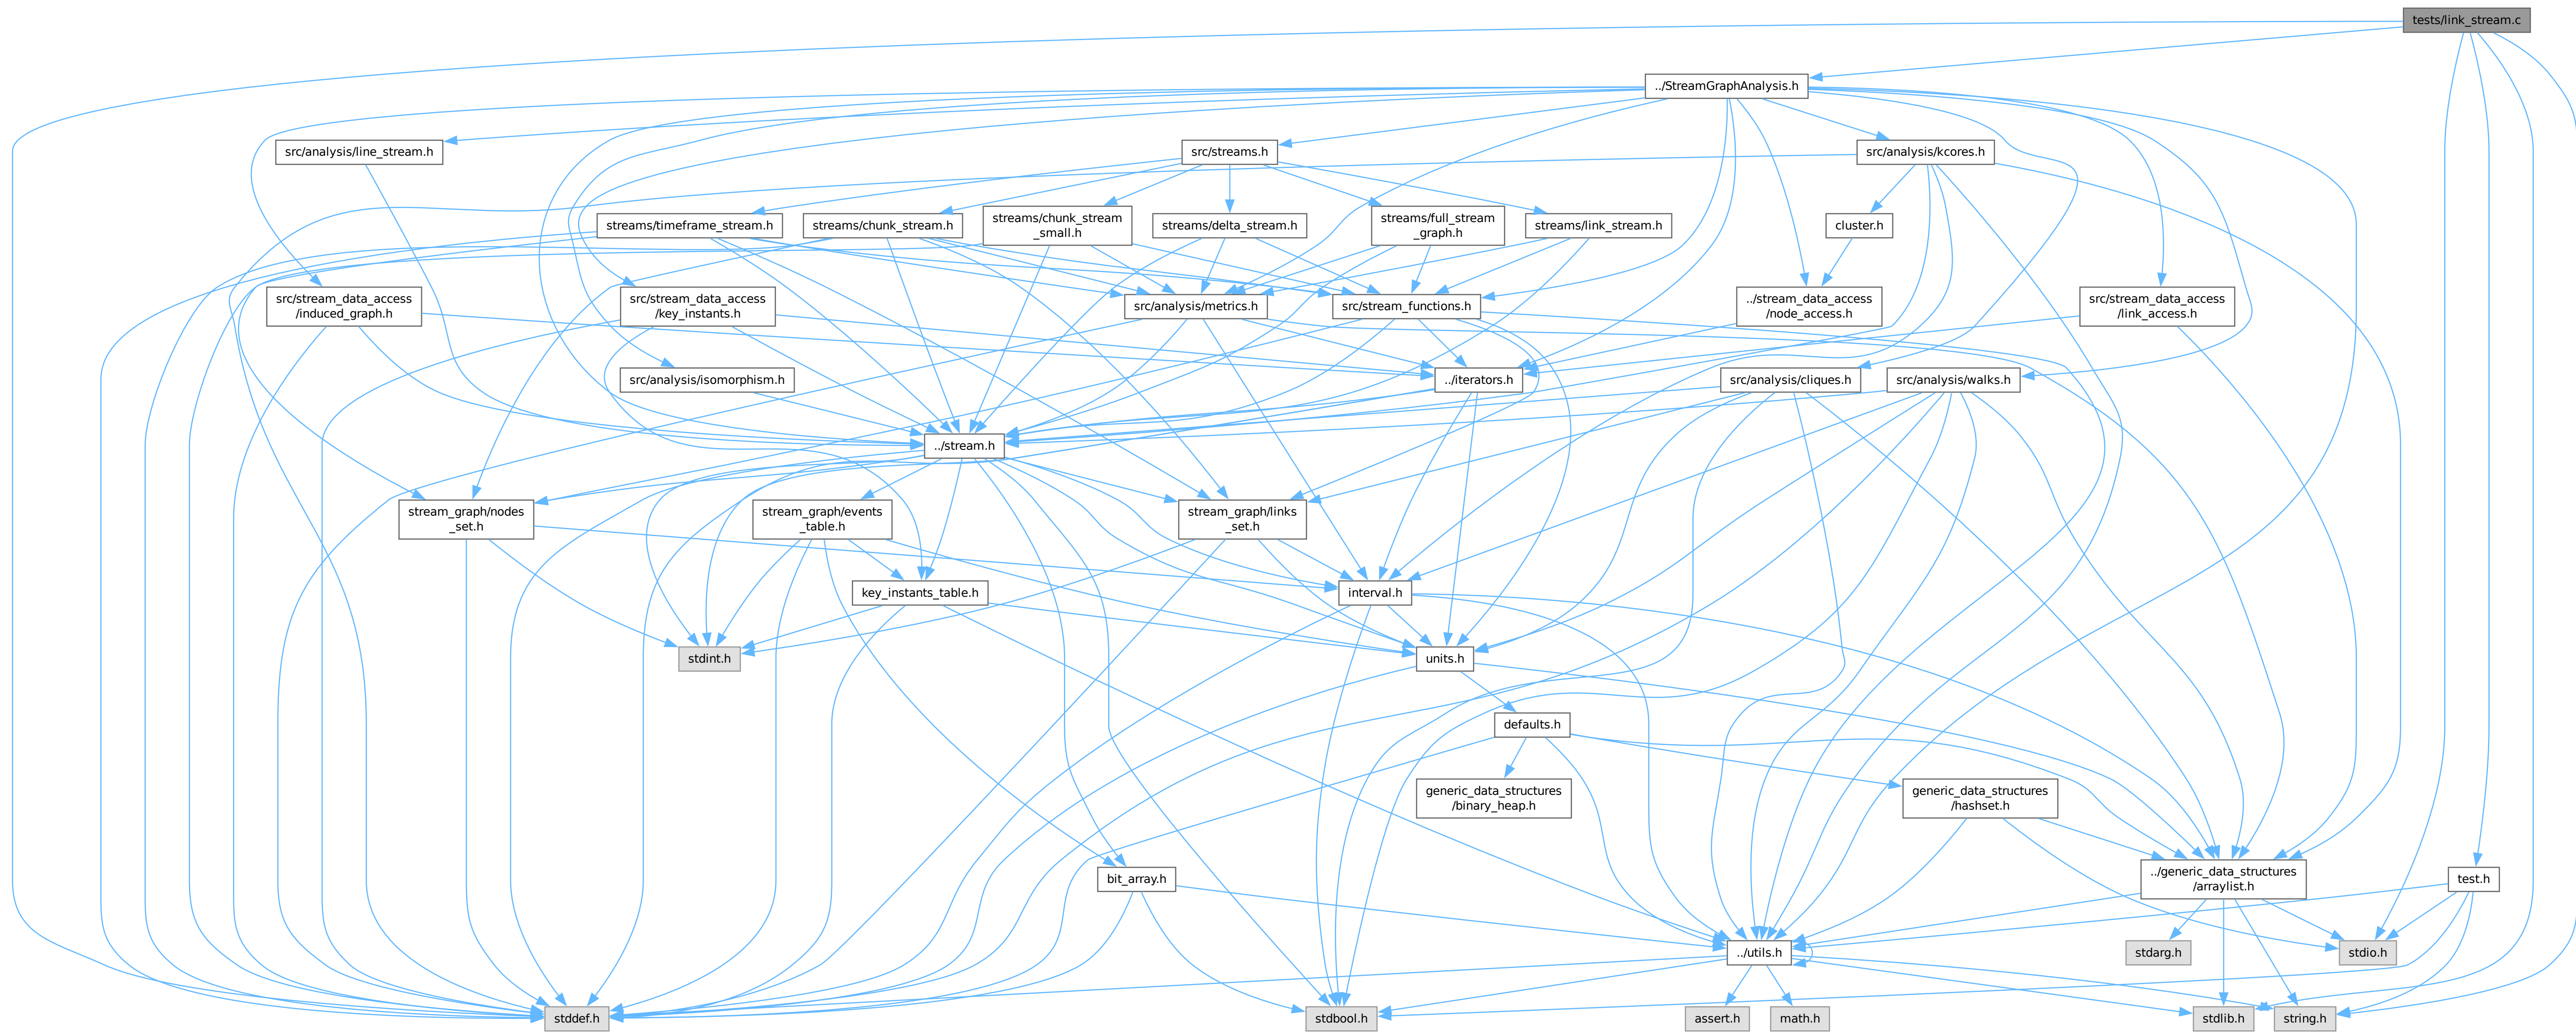 tests/link_stream.c
../StreamGraphAnalysis.h
src/analysis/line_stream.h
src/streams.h
src/analysis/kcores.h
streams/timeframe_stream.h
streams/chunk_stream.h
streams/chunk_stream
_small.h
streams/delta_stream.h
streams/full_stream
_graph.h
streams/link_stream.h
cluster.h
src/stream_data_access
/induced_graph.h
src/stream_data_access
/key_instants.h
src/analysis/metrics.h
src/stream_functions.h
../stream_data_access
/node_access.h
src/stream_data_access
/link_access.h
src/analysis/isomorphism.h
../iterators.h
src/analysis/cliques.h
src/analysis/walks.h
../stream.h
stream_graph/nodes
_set.h
stream_graph/events
_table.h
stream_graph/links
_set.h
key_instants_table.h
interval.h
stdint.h
units.h
defaults.h
generic_data_structures
/binary_heap.h
generic_data_structures
/hashset.h
bit_array.h
../generic_data_structures
/arraylist.h
test.h
../utils.h
stdarg.h
stdio.h
stddef.h
stdbool.h
assert.h
math.h
stdlib.h
string.h